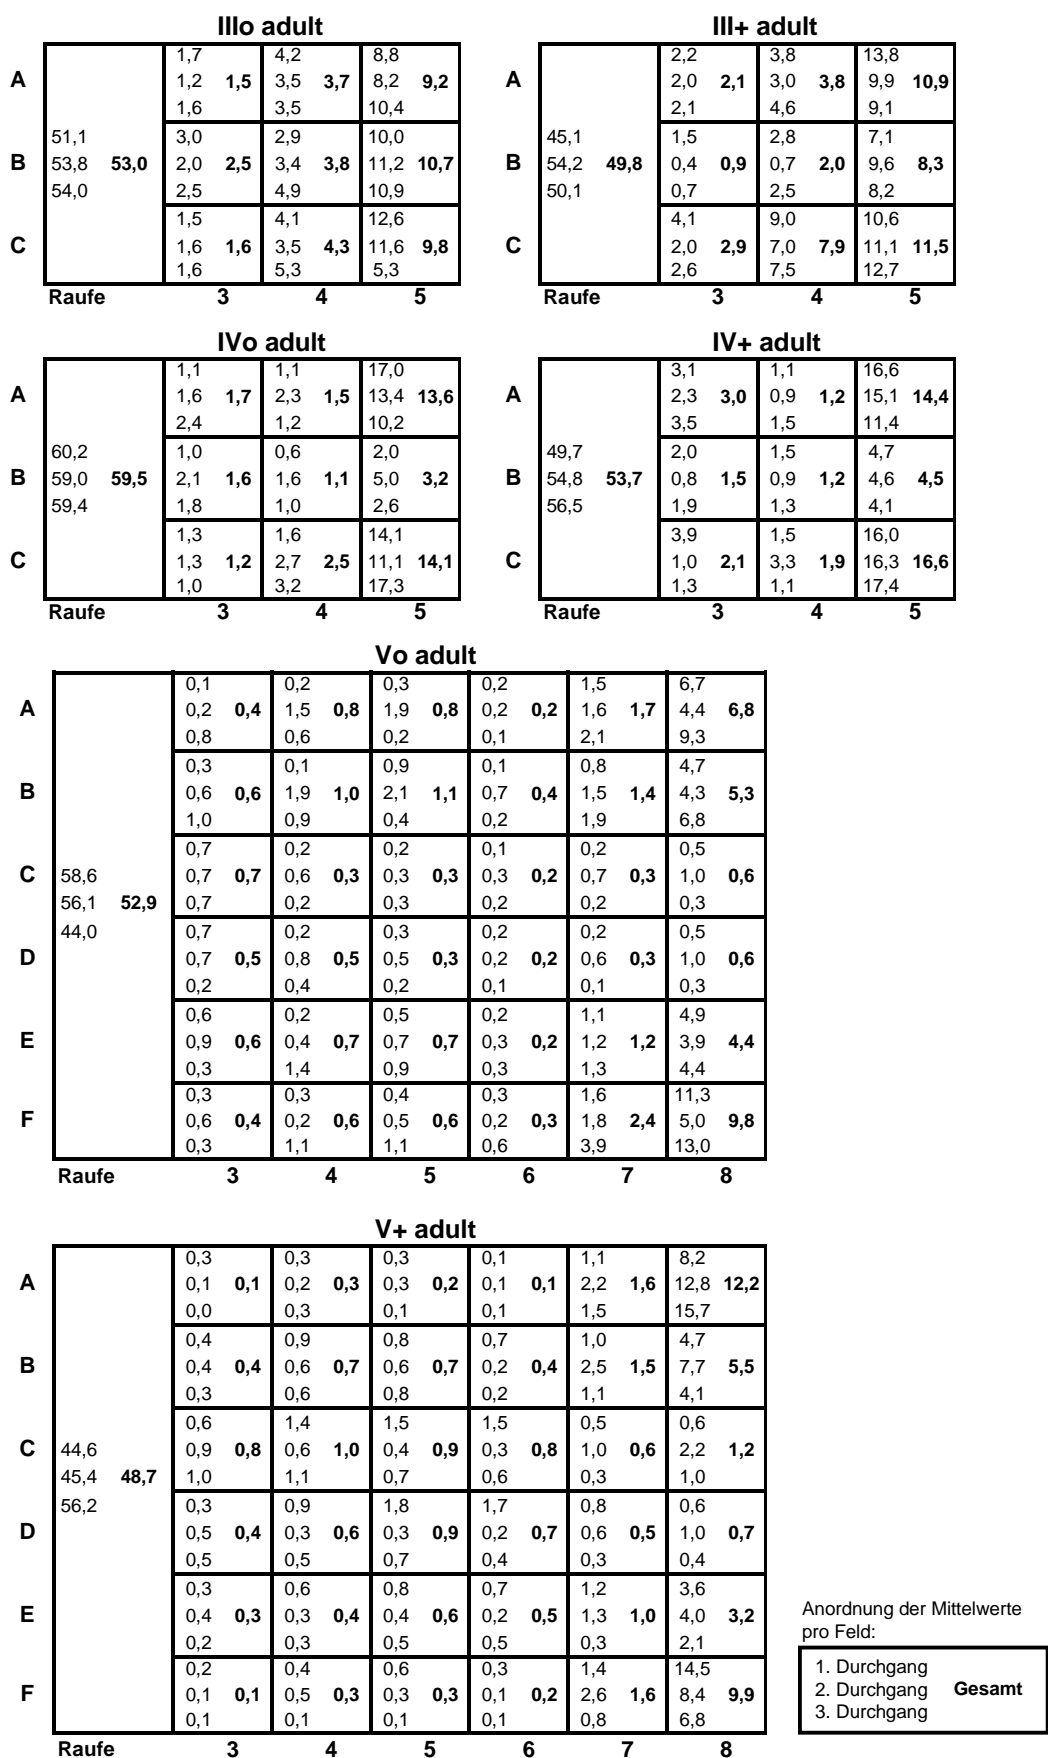 IIIo adult
1,7 4,2 8,8
A 1,2 1,5 3,5 3,7 8,2 9,2
1,6 3,5 10,4
51,1 3,0 2,9 10,0
B 53,8 53,0 2,0 2,5 3,4 3,8 11,2 10,7
54,0 2,5 4,9 10,9
1,5 4,1 12,6
C 1,6 1,6 3,5 4,3 11,6 9,8
1,6 5,3 5,3
Raufe 3 4 5
III+ adult
2,2 3,8 13,8
A 2,0 2,1 3,0 3,8 9,9 10,9
2,1 4,6 9,1
45,1 1,5 2,8 7,1
B 54,2 49,8 0,4 0,9 0,7 2,0 9,6 8,3
50,1 0,7 2,5 8,2
4,1 9,0 10,6
C 2,0 2,9 7,0 7,9 11,1 11,5
2,6 7,5 12,7
Raufe 3 4 5
IVo adult
1,1 1,1 17,0
A 1,6 1,7 2,3 1,5 13,4 13,6
2,4 1,2 10,2
60,2 1,0 0,6 2,0
B 59,0 59,5 2,1 1,6 1,6 1,1 5,0 3,2
59,4 1,8 1,0 2,6
1,3 1,6 14,1
C 1,3 1,2 2,7 2,5 11,1 14,1
1,0 3,2 17,3
Raufe 3 4 5
IV+ adult
3,1 1,1 16,6
A 2,3 3,0 0,9 1,2 15,1 14,4
3,5 1,5 11,4
49,7 2,0 1,5 4,7
B 54,8 53,7 0,8 1,5 0,9 1,2 4,6 4,5
56,5 1,9 1,3 4,1
3,9 1,5 16,0
C 1,0 2,1 3,3 1,9 16,3 16,6
1,3 1,1 17,4
Raufe 3 4 5
Vo adult
0,1 0,2 0,3 0,2 1,5 6,7
A 0,2 0,4 1,5 0,8 1,9 0,8 0,2 0,2 1,6 1,7 4,4 6,8
0,8 0,6 0,2 0,1 2,1 9,3
0,3 0,1 0,9 0,1 0,8 4,7
B 0,6 0,6 1,9 1,0 2,1 1,1 0,7 0,4 1,5 1,4 4,3 5,3
1,0 0,9 0,4 0,2 1,9 6,8
0,7 0,2 0,2 0,1 0,2 0,5
C 58,6 0,7 0,7 0,6 0,3 0,3 0,3 0,3 0,2 0,7 0,3 1,0 0,6
56,1 52,9 0,7 0,2 0,3 0,2 0,2 0,3
44,0 0,7 0,2 0,3 0,2 0,2 0,5
D 0,7 0,5 0,8 0,5 0,5 0,3 0,2 0,2 0,6 0,3 1,0 0,6
0,2 0,4 0,2 0,1 0,1 0,3
0,6 0,2 0,5 0,2 1,1 4,9
E 0,9 0,6 0,4 0,7 0,7 0,7 0,3 0,2 1,2 1,2 3,9 4,4
0,3 1,4 0,9 0,3 1,3 4,4
0,3 0,3 0,4 0,3 1,6 11,3
F 0,6 0,4 0,2 0,6 0,5 0,6 0,2 0,3 1,8 2,4 5,0 9,8
0,3 1,1 1,1 0,6 3,9 13,0
Raufe 3 4 5 6 7 8
V+ adult
0,3 0,3 0,3 0,1 1,1 8,2
A 0,1 0,1 0,2 0,3 0,3 0,2 0,1 0,1 2,2 1,6 12,8 12,2
0,0 0,3 0,1 0,1 1,5 15,7
0,4 0,9 0,8 0,7 1,0 4,7
B 0,4 0,4 0,6 0,7 0,6 0,7 0,2 0,4 2,5 1,5 7,7 5,5
0,3 0,6 0,8 0,2 1,1 4,1
0,6 1,4 1,5 1,5 0,5 0,6
C 44,6 0,9 0,8 0,6 1,0 0,4 0,9 0,3 0,8 1,0 0,6 2,2 1,2
45,4 48,7 1,0 1,1 0,7 0,6 0,3 1,0
56,2 0,3 0,9 1,8 1,7 0,8 0,6
D 0,5 0,4 0,3 0,6 0,3 0,9 0,2 0,7 0,6 0,5 1,0 0,7
0,5 0,5 0,7 0,4 0,3 0,4
0,3 0,6 0,8 0,7 1,2 3,6
E 0,4 0,3 0,3 0,4 0,4 0,6 0,2 0,5 1,3 1,0 4,0 3,2
0,2 0,3 0,5 0,5 0,3 2,1
0,2 0,4 0,6 0,3 1,4 14,5
F 0,1 0,1 0,5 0,3 0,3 0,3 0,1 0,2 2,6 1,6 8,4 9,9
0,1 0,1 0,1 0,1 0,8 6,8
Raufe 3 4 5 6 7 8
Anordnung der Mittelwerte
pro Feld:
1. Durchgang
2. Durchgang Gesamt
3. Durchgang